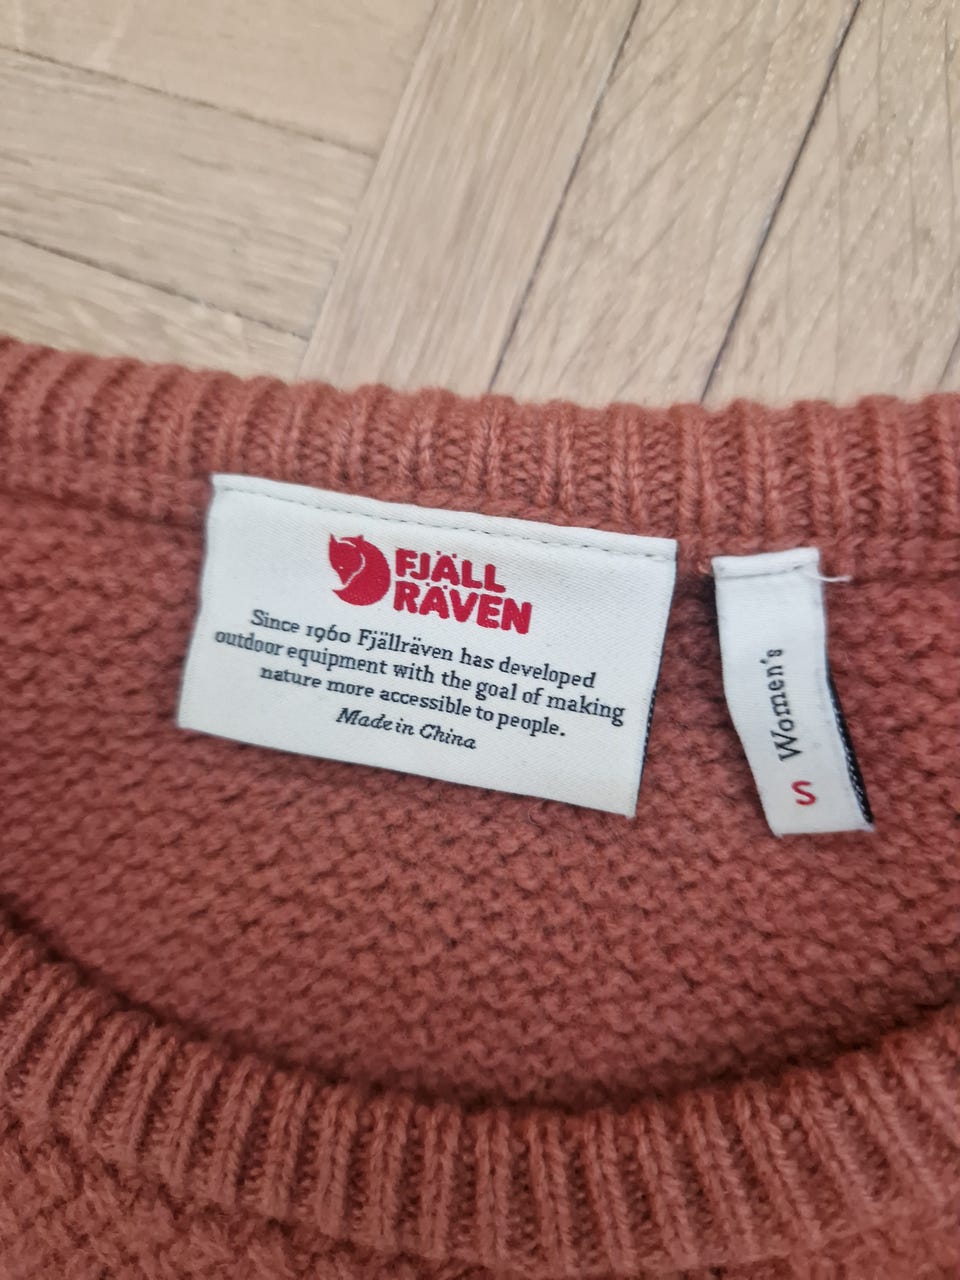 FJÄLL
RÄVEN
Since 1960 Fjällräven has developed
outdoor equipment with the goal of making
nature more accessible to people.
Made in China
Women's
S